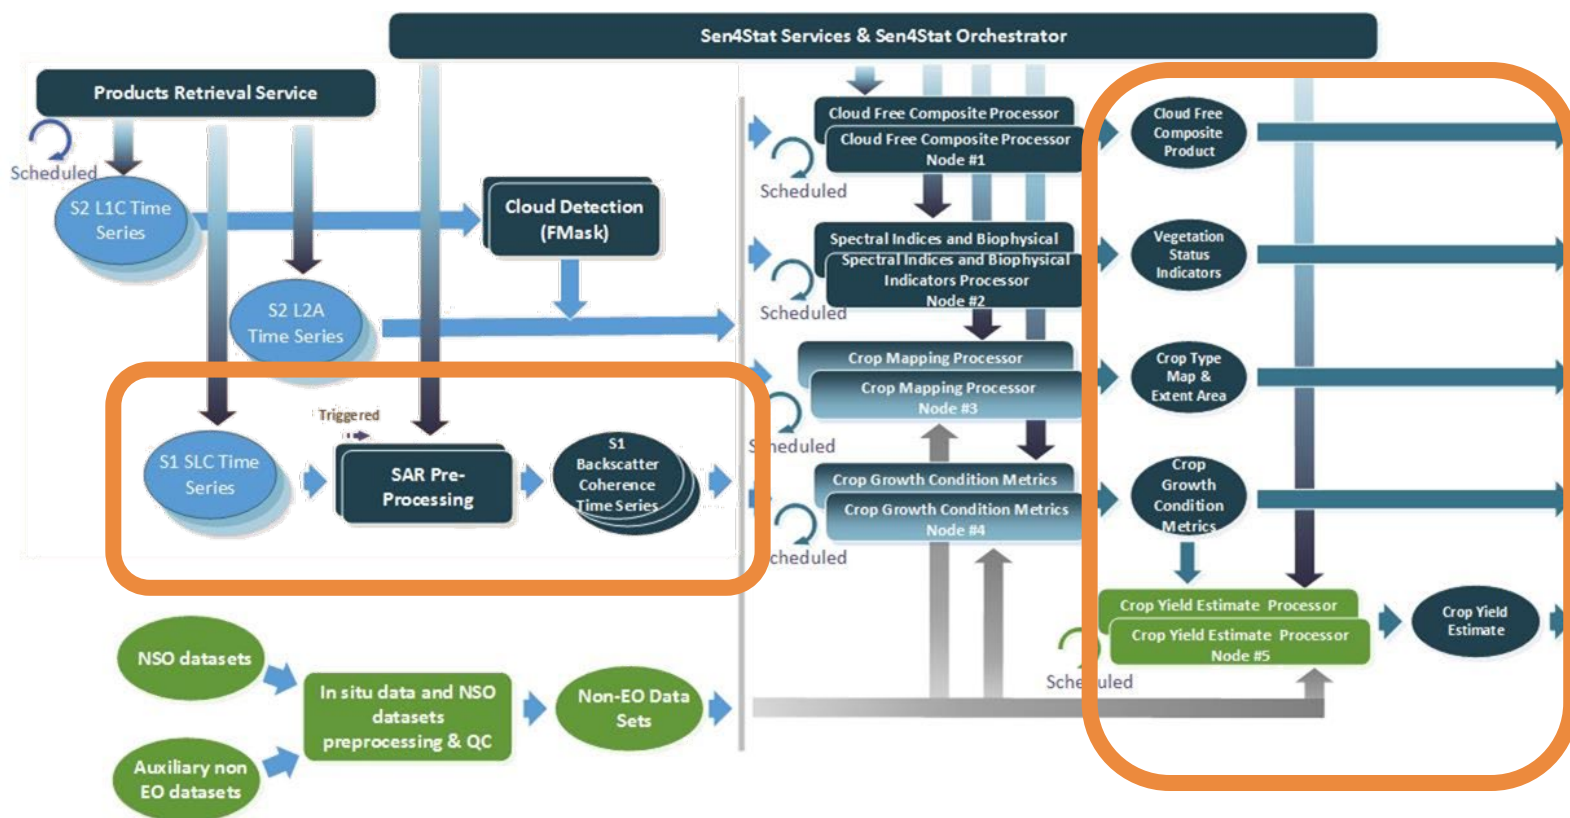 Sen4Stat Services & Sen4Stat Orchestrator
Products Retrieval Service
Scheduled
S2 L1C Time
Series
Cloud Detection
(FMask)
S2 L2A
Time Series
Triggered
S1 SLC Time
Series
SAR Pre-
Processing
S1
Backscatter
Coherence
Time Series
NSO datasets
Auxiliary non
EO datasets
In situ data and NSO
datasets
preprocessing & QC
Non-EO Data
Sets
Cloud Free Composite Processor
Cloud Free Composite Processor
Node #1
Scheduled
Cloud Free
Composite
Product
Spectral Indices and Biophysical
Spectral Indices and Biophysical
Indicators Processor
Node #2
Scheduled
Vegetation
Status
Indicators
Crop Mapping Processor
Crop Mapping Processor
Node #3
Scheduled
Crop Type
Map &
Extent Area
Crop Growth Condition Metrics
Crop Growth Condition Metrics
Node #4
Scheduled
Crop
Growth
Condition
Metrics
Crop Yield Estimate Processor
Crop Yield Estimate Processor
Node #5
Scheduled
Crop Yield
Estimate